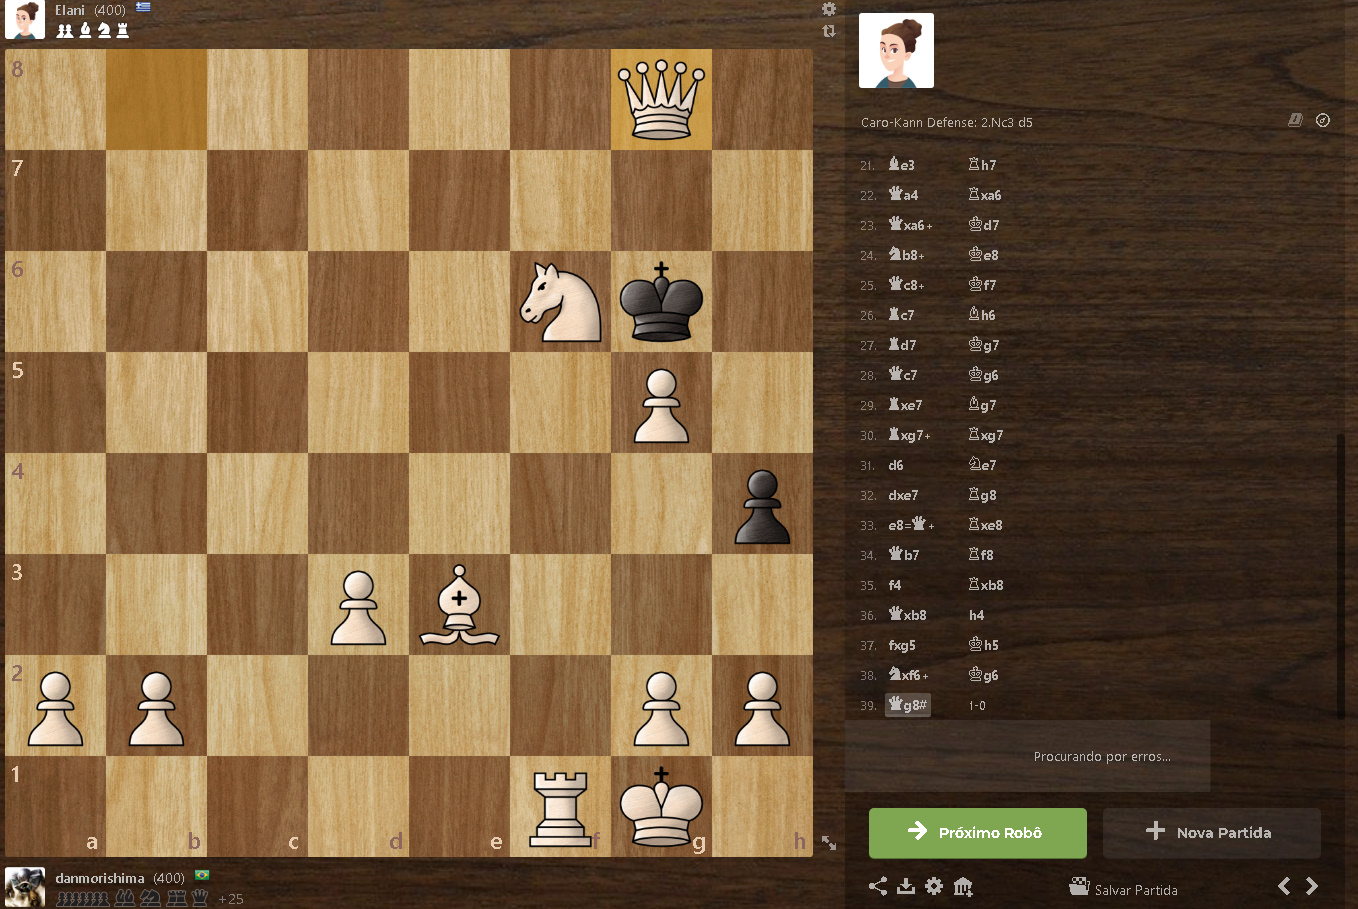 Elani (400)
8
7
6
5
4
3
2
1
a b c d e f g h
danmorishima (400)
+25
Caro-Kann Defense: 2.Nc3 d5
21. e3 h7
22. a4 xa6
23. xa6+ d7
24. b8+ e8
25. c8+ f7
26. c7 h6
27. d7 g7
28. c7 g6
29. xe7 g7
30. xg7+ xg7
31. d6 e7
32. dxe7 g8
33. e8=+ xe8
34. b7 f8
35. f4 xb8
36. xb8 h4
37. fxg5 h5
38. xf6+ g6
39. g8# 1-0
Procurando por erros...
Próximo Robô
Nova Partida
Salvar Partida